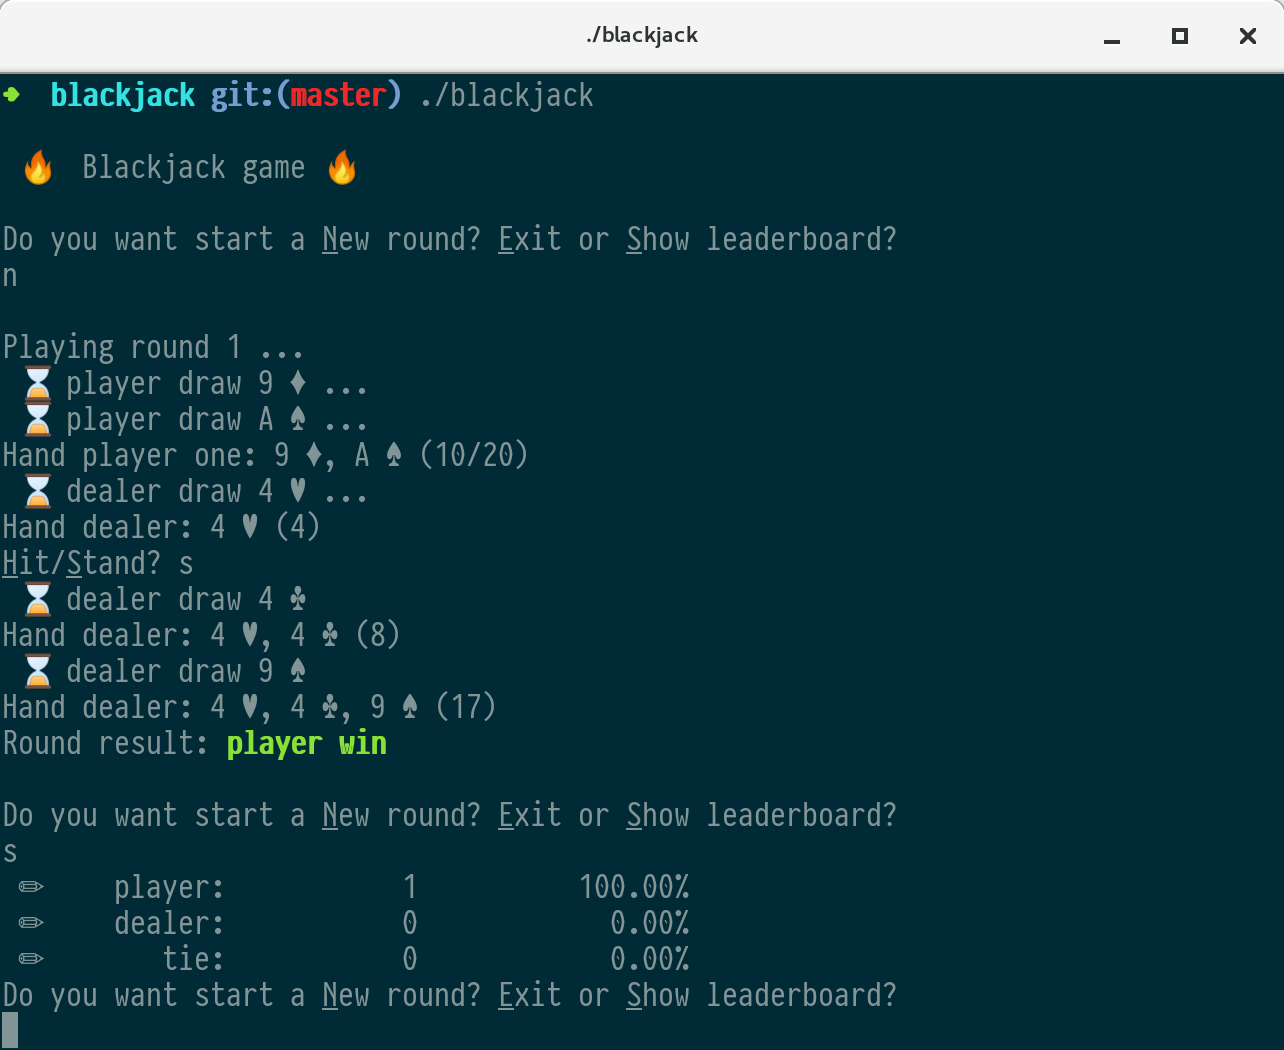 ./blackjack
➜ blackjack git:(master) ./blackjack
🔥 Blackjack game 🔥
Do you want start a New round? Exit or Show leaderboard?
n
Playing round 1 ...
⌛ player draw 9 ♦ ...
⌛ player draw A ♠ ...
Hand player one: 9 ♦, A ♠ (10/20)
⌛ dealer draw 4 ♥ ...
Hand dealer: 4 ♥ (4)
Hit/Stand? s
⌛ dealer draw 4 ♣
Hand dealer: 4 ♥, 4 ♣ (8)
⌛ dealer draw 9 ♠
Hand dealer: 4 ♥, 4 ♣, 9 ♠ (17)
Round result: player win
Do you want start a New round? Exit or Show leaderboard?
s
✏ player: 1 100.00%
✏ dealer: 0 0.00%
✏ tie: 0 0.00%
Do you want start a New round? Exit or Show leaderboard?